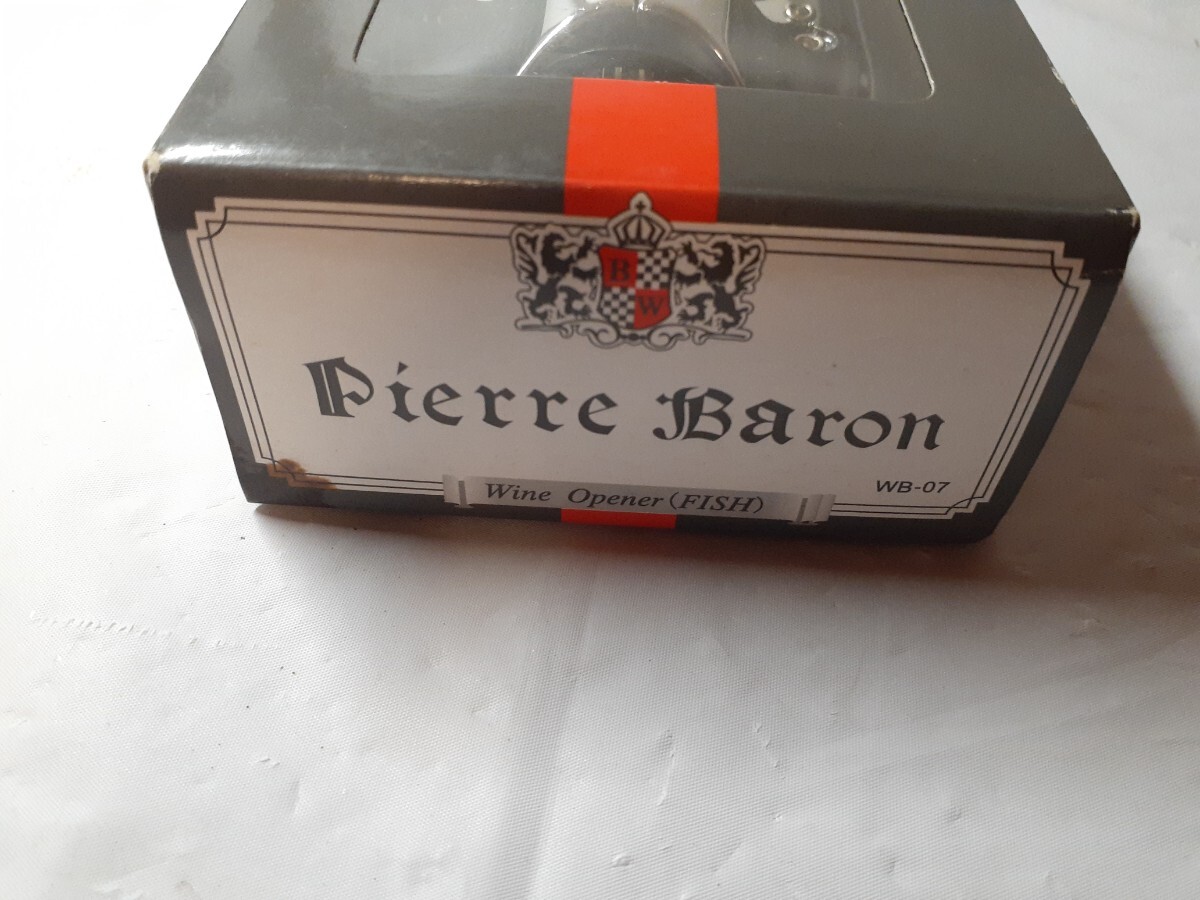 B
W
Pierre Baron
WB-07
Wine Opener (FISH)